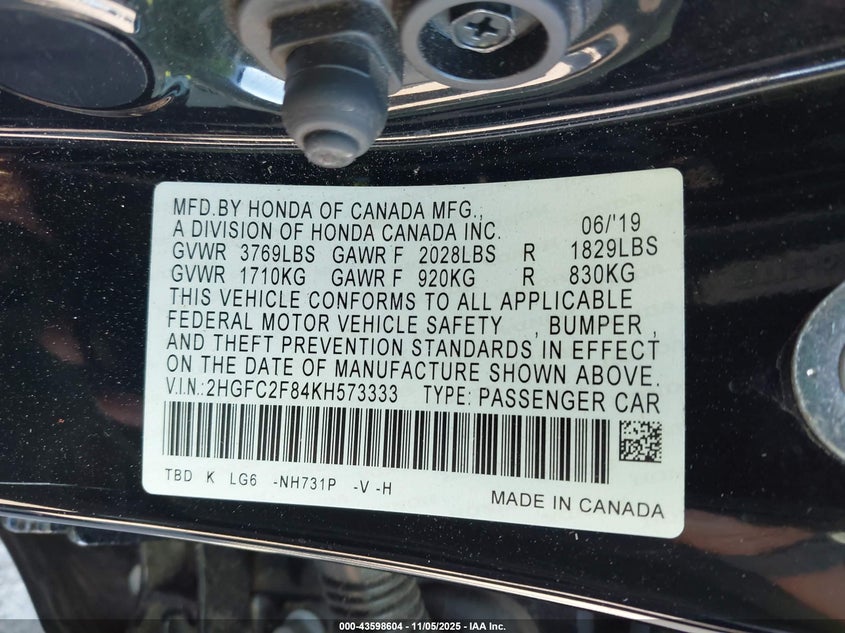 MFD.BY HONDA OF CANADA MFG.,
A DIVISION OF HONDA CANADA INC. 06/'19
GVWR 3769LBS GAWR F 2028LBS R 1829LBS
GVWR 1710KG GAWR F 920KG R 830KG
THIS VEHICLE CONFORMS TO ALL APPLICABLE
FEDERAL MOTOR VEHICLE SAFETY , BUMPER ,
AND THEFT PREVENTION STANDARDS IN EFFECT
ON THE DATE OF MANUFACTURE SHOWN ABOVE.
V.I.N.:2HGFC2F84KH573333 TYPE: PASSENGER CAR
TBD K LG6 -NH731P -V -H
MADE IN CANADA
000-43598604 — 11/05/2025 — IAA Inc.